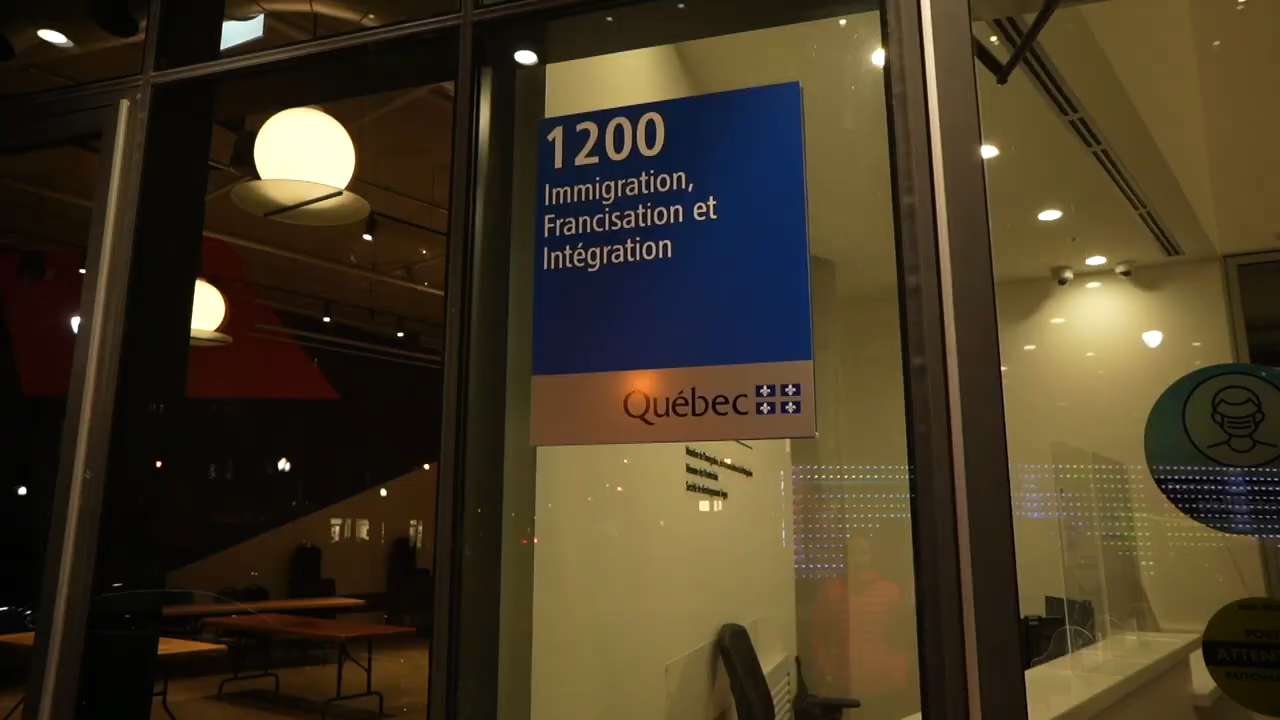 1200
Immigration,
Francisation et
Intégration
Québec